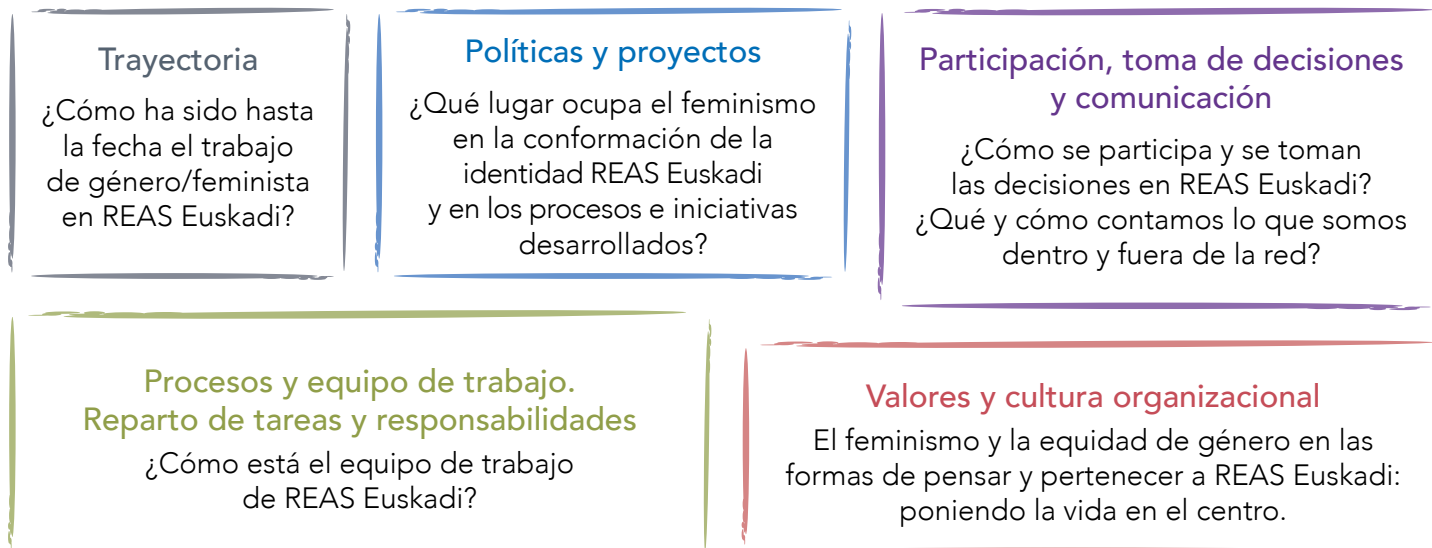 Trayectoria
¿Cómo ha sido hasta
la fecha el trabajo
de género/feminista
en REAS Euskadi?
Políticas y proyectos
¿Qué lugar ocupa el feminismo
en la conformación de la
identidad REAS Euskadi
y en los procesos e iniciativas
desarrollados?
Participación, toma de decisiones
y comunicación
¿Cómo se participa y se toman
las decisiones en REAS Euskadi?
¿Qué y cómo contamos lo que somos
dentro y fuera de la red?
Procesos y equipo de trabajo.
Reparto de tareas y responsabilidades
¿Cómo está el equipo de trabajo
de REAS Euskadi?
Valores y cultura organizacional
El feminismo y la equidad de género en las
formas de pensar y pertenecer a REAS Euskadi:
poniendo la vida en el centro.